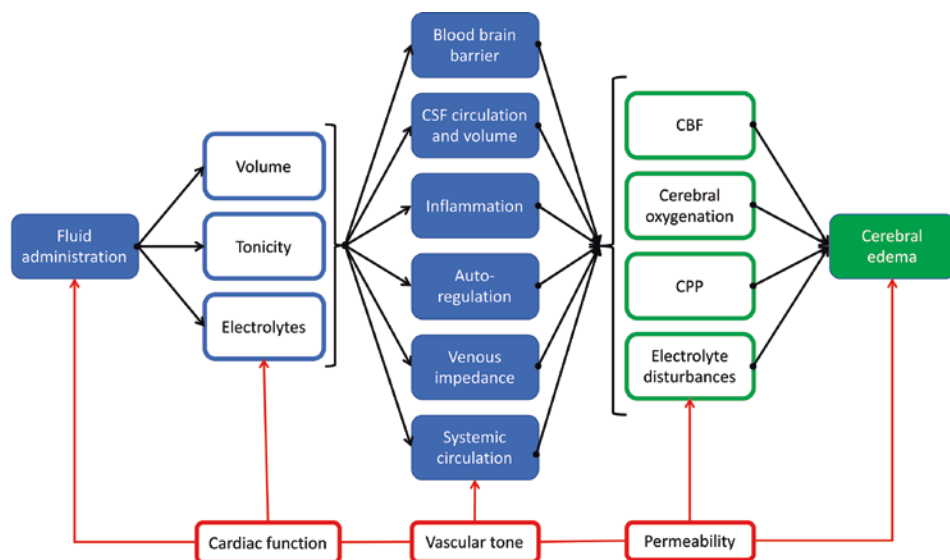 Blood brain
barrier
CSF circulation
and volume
Inflammation
Auto-
regulation
Venous
impedance
Systemic
circulation
Fluid
administration
Volume
Tonicity
Electrolytes
CBF
Cerebral
oxygenation
CPP
Electrolyte
disturbances
Cerebral
edema
Cardiac function
Vascular tone
Permeability